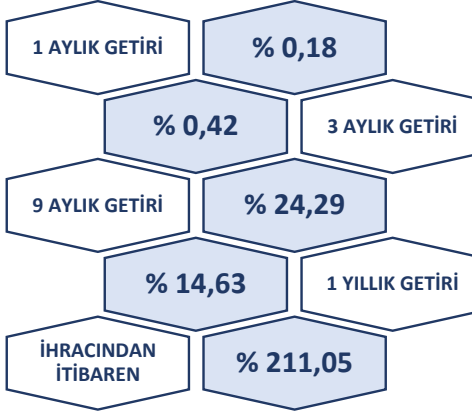 1 AYLIK GETİRİ
% 0,18
% 0,42
3 AYLIK GETİRİ
9 AYLIK GETİRİ
% 24,29
% 14,63
1 YILLIK GETİRİ
İHRACINDAN
İTİBAREN
% 211,05